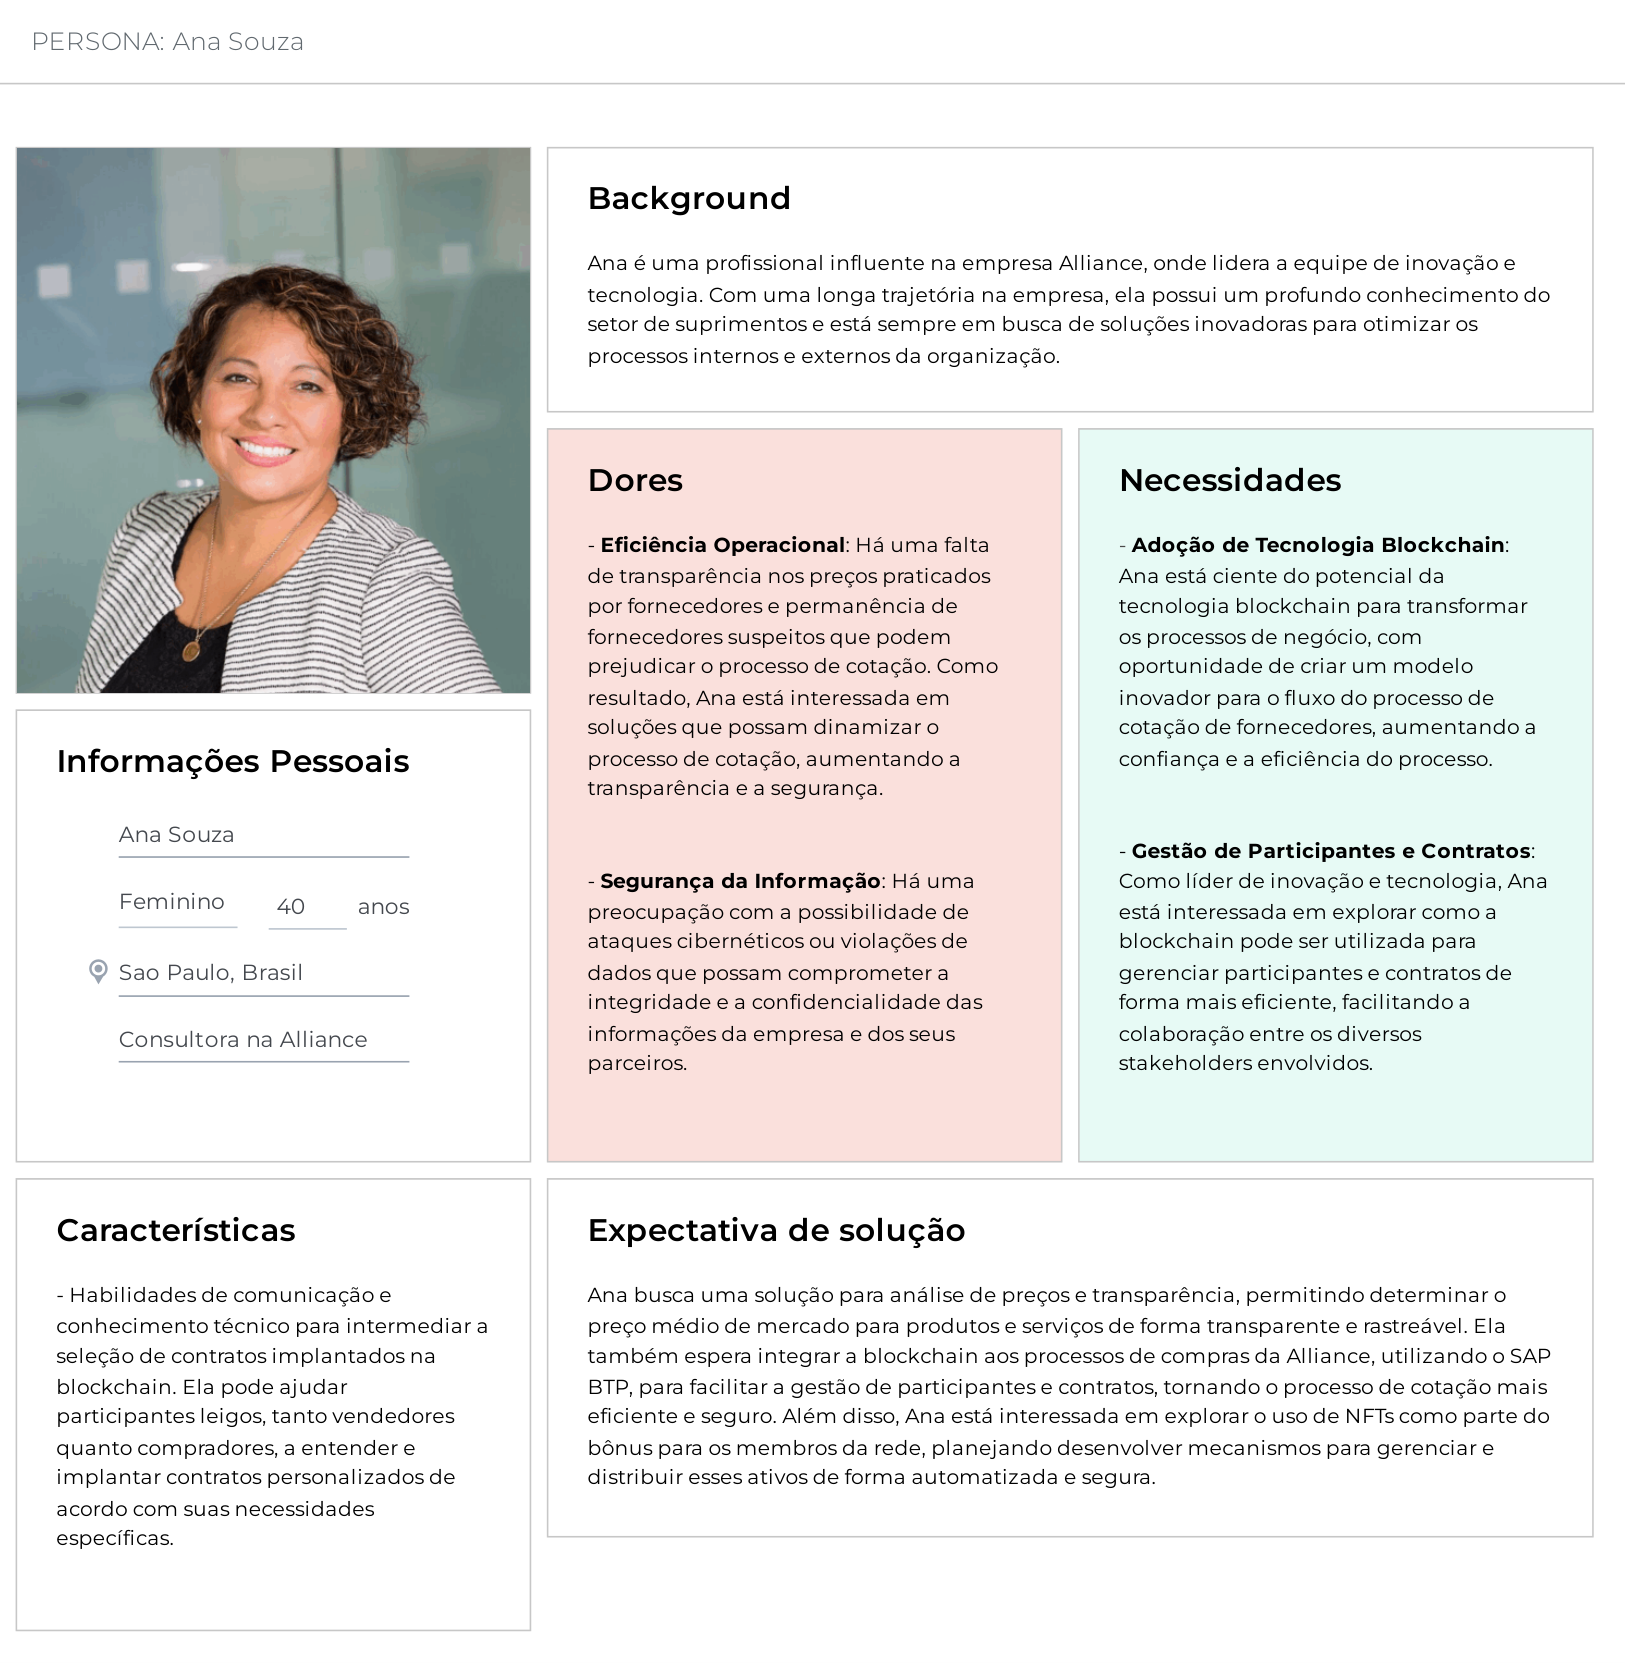 PERSONA: Ana Souza
Background
Ana é uma profissional influente na empresa Alliance, onde lidera a equipe de inovação e
tecnologia. Com uma longa trajetória na empresa, ela possui um profundo conhecimento do
setor de suprimentos e está sempre em busca de soluções inovadoras para otimizar os
processos internos e externos da organização.
Dores
- Eficiência Operacional: Há uma falta
de transparência nos preços praticados
por fornecedores e permanência de
fornecedores suspeitos que podem
prejudicar o processo de cotação. Como
resultado, Ana está interessada em
soluções que possam dinamizar o
processo de cotação, aumentando a
transparência e a segurança.
- Segurança da Informação: Há uma
preocupação com a possibilidade de
ataques cibernéticos ou violações de
dados que possam comprometer a
integridade e a confidencialidade das
informações da empresa e dos seus
parceiros.
Necessidades
- Adoção de Tecnologia Blockchain:
Ana está ciente do potencial da
tecnologia blockchain para transformar
os processos de negócio, com
oportunidade de criar um modelo
inovador para o fluxo do processo de
cotação de fornecedores, aumentando a
confiança e a eficiência do processo.
- Gestão de Participantes e Contratos:
Como líder de inovação e tecnologia, Ana
está interessada em explorar como a
blockchain pode ser utilizada para
gerenciar participantes e contratos de
forma mais eficiente, facilitando a
colaboração entre os diversos
stakeholders envolvidos.
Informações Pessoais
Ana Souza
Feminino 40 anos
Sao Paulo, Brasil
Consultora na Alliance
Características
- Habilidades de comunicação e
conhecimento técnico para intermediar a
seleção de contratos implantados na
blockchain. Ela pode ajudar
participantes leigos, tanto vendedores
quanto compradores, a entender e
implantar contratos personalizados de
acordo com suas necessidades
específicas.
Expectativa de solução
Ana busca uma solução para análise de preços e transparência, permitindo determinar o
preço médio de mercado para produtos e serviços de forma transparente e rastreável. Ela
também espera integrar a blockchain aos processos de compras da Alliance, utilizando o SAP
BTP, para facilitar a gestão de participantes e contratos, tornando o processo de cotação mais
eficiente e seguro. Além disso, Ana está interessada em explorar o uso de NFTs como parte do
bônus para os membros da rede, planejando desenvolver mecanismos para gerenciar e
distribuir esses ativos de forma automatizada e segura.